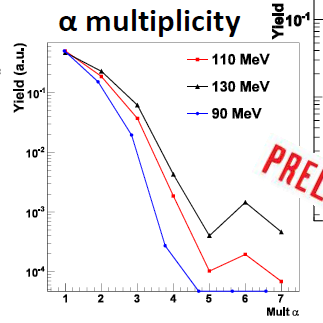 α multiplicity
Yield (a.u.)
10⁻¹
10⁻²
10⁻³
10⁻⁴
110 MeV
130 MeV
90 MeV
1 2 3 4 5 6 7
Mult α
Yield
10⁻¹